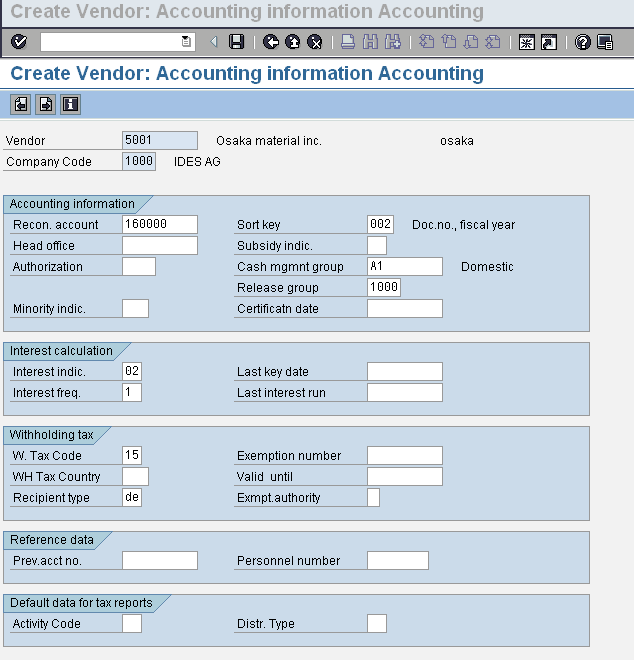 Create Vendor: Accounting information Accounting
Create Vendor: Accounting information Accounting
Vendor 5001 Osaka material inc. osaka
Company Code 1000 IDES AG
Accounting information
Recon. account 160000 Sort key 002 Doc.no., fiscal year
Head office Subsidy indic.
Authorization Cash mgmnt group A1 Domestic
Release group 1000
Minority indic. Certificatn date
Interest calculation
Interest indic. 02 Last key date
Interest freq. 1 Last interest run
Withholding tax
W. Tax Code 15 Exemption number
WH Tax Country Valid until
Recipient type de Exmpt.authority
Reference data
Prev.acct no. Personnel number
Default data for tax reports
Activity Code Distr. Type